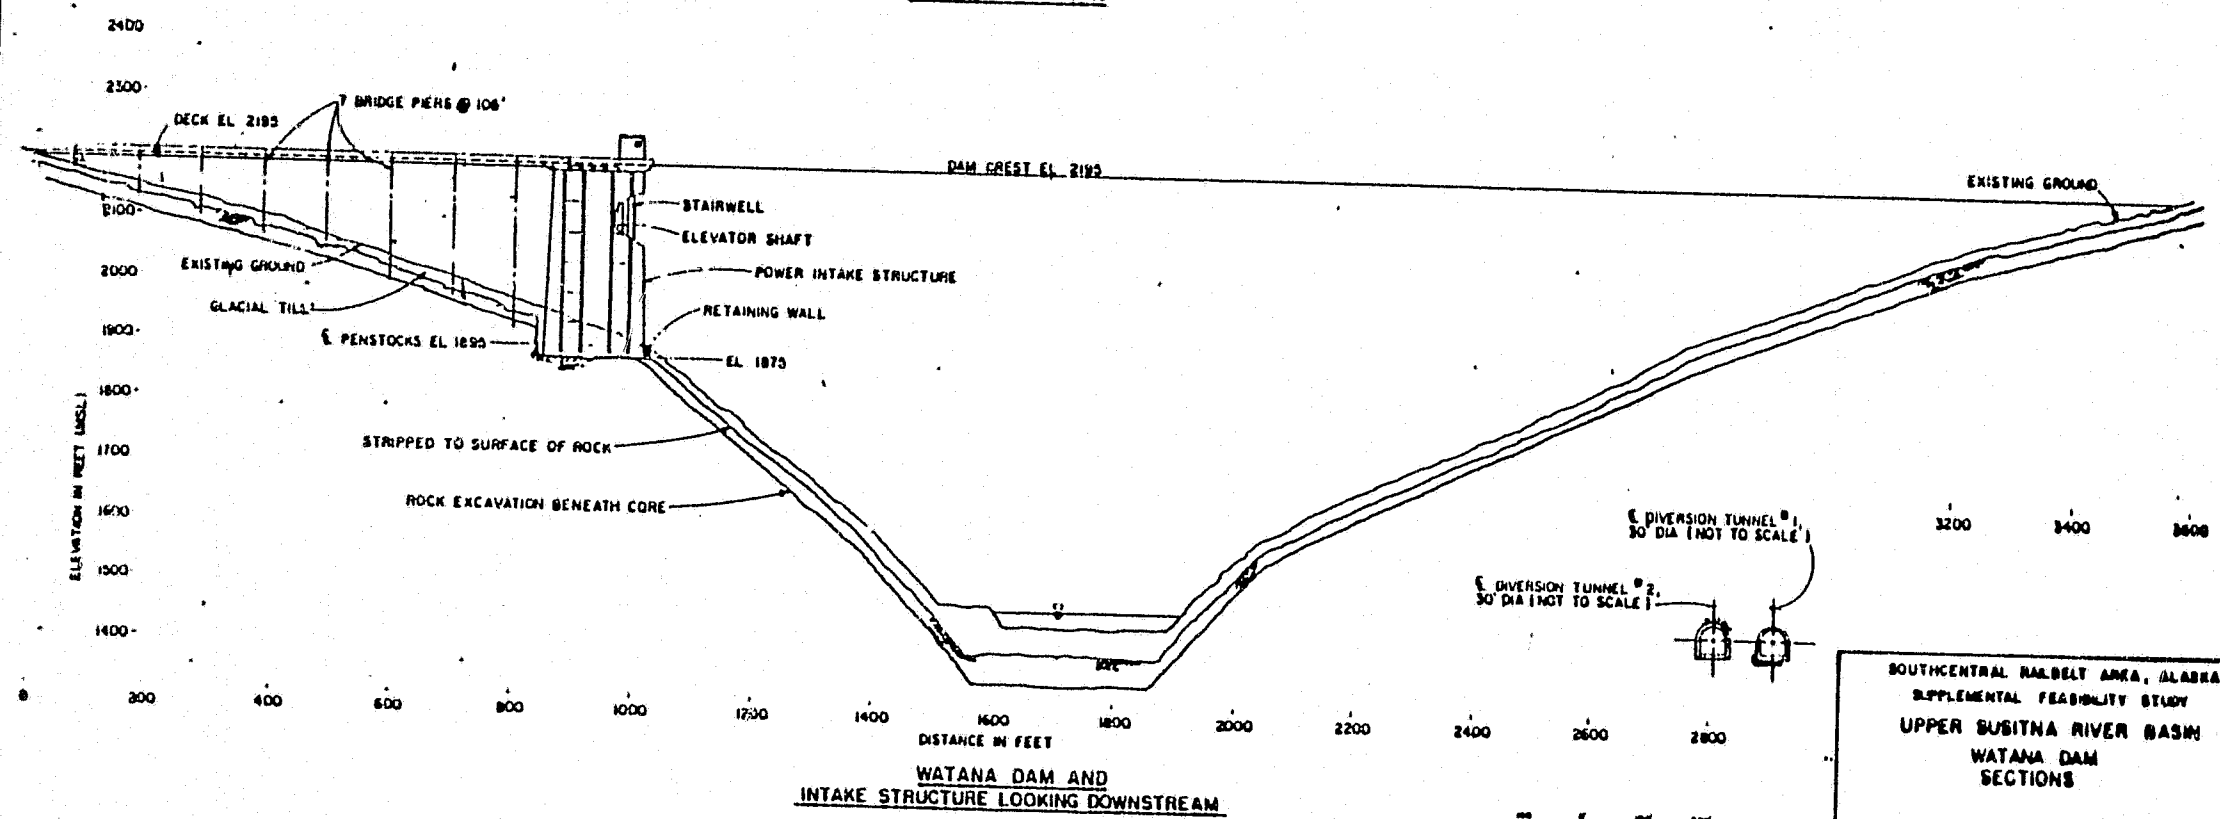 2400
2300
7 BRIDGE PIERS @ 106'
DECK EL 2195
DAM CREST EL 2195
EXISTING GROUND
STAIRWELL
2100
ELEVATOR SHAFT
EXISTING GROUND
2000
POWER INTAKE STRUCTURE
GLACIAL TILL
RETAINING WALL
1900
℄ PENSTOCKS EL 1895
EL 1875
1800
ELEVATION IN FEET (MSL)
STRIPPED TO SURFACE OF ROCK
1700
ROCK EXCAVATION BENEATH CORE
1600
℄ DIVERSION TUNNEL #1,
30' DIA (NOT TO SCALE)
3200
3400
3600
1500
℄ DIVERSION TUNNEL #2,
30' DIA (NOT TO SCALE)
1400
0
200
400
600
800
1000
1200
1400
1600
1800
2000
2200
2400
2600
2800
DISTANCE IN FEET
WATANA DAM AND
INTAKE STRUCTURE LOOKING DOWNSTREAM
SOUTHCENTRAL RAILBELT AREA, ALASKA
SUPPLEMENTAL FEASIBILITY STUDY
UPPER SUSITNA RIVER BASIN
WATANA DAM
SECTIONS